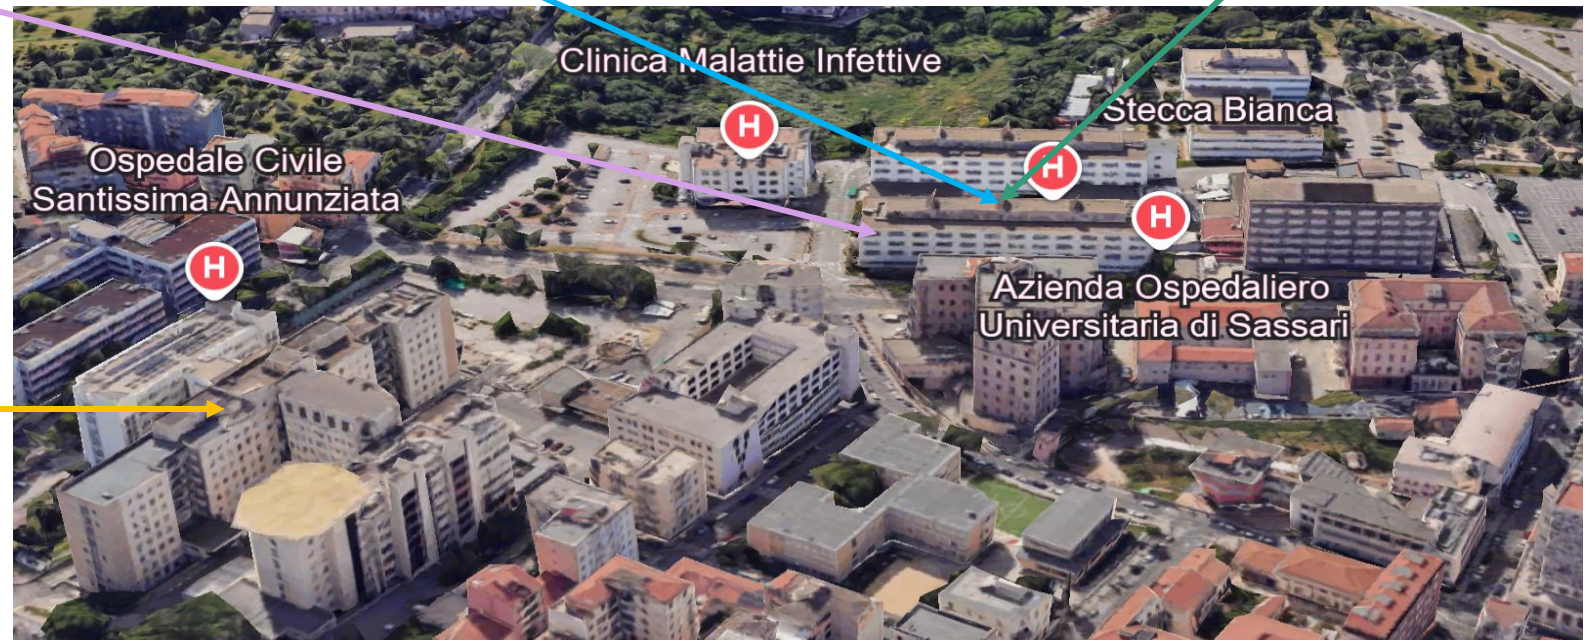 Clinica Malattie Infettive
H
Stecca Bianca
H
Ospedale Civile
Santissima Annunziata
H
H
Azienda Ospedaliero
Universitaria di Sassari